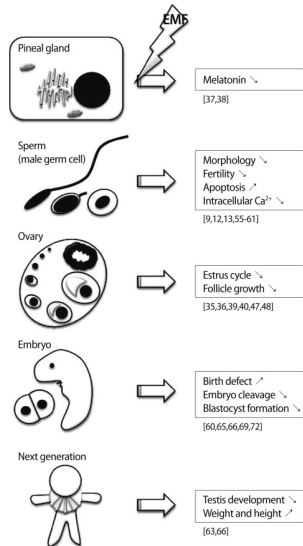 EMF
Pineal gland
Melatonin ↘
[37,38]
Sperm
(male germ cell)
Morphology ↘
Fertility ↘
Apoptosis ↗
Intracellular Ca²⁺ ↘
[9,12,13,55-61]
Ovary
Estrus cycle ↘
Follicle growth ↘
[35,36,39,40,47,48]
Embryo
Birth defect ↗
Embryo cleavage ↘
Blastocyst formation ↘
[60,65,66,69,72]
Next generation
Testis development ↘
Weight and height ↗
[63,66]